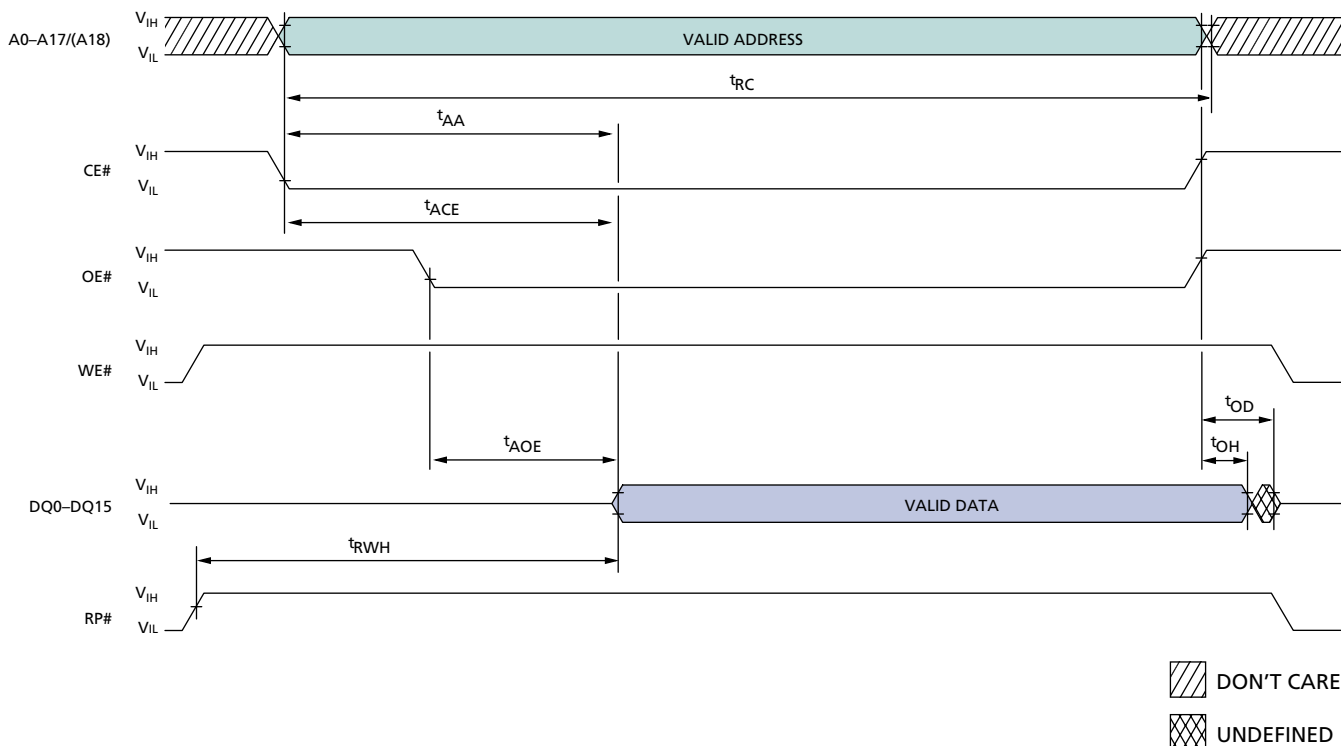 A0–A17/(A18)
VIH
VIL
VALID ADDRESS
tRC
tAA
CE#
VIH
VIL
tACE
OE#
VIH
VIL
WE#
VIH
VIL
tOD
tAOE
tOH
DQ0–DQ15
VIH
VIL
VALID DATA
tRWH
RP#
VIH
VIL
DON'T CARE
UNDEFINED